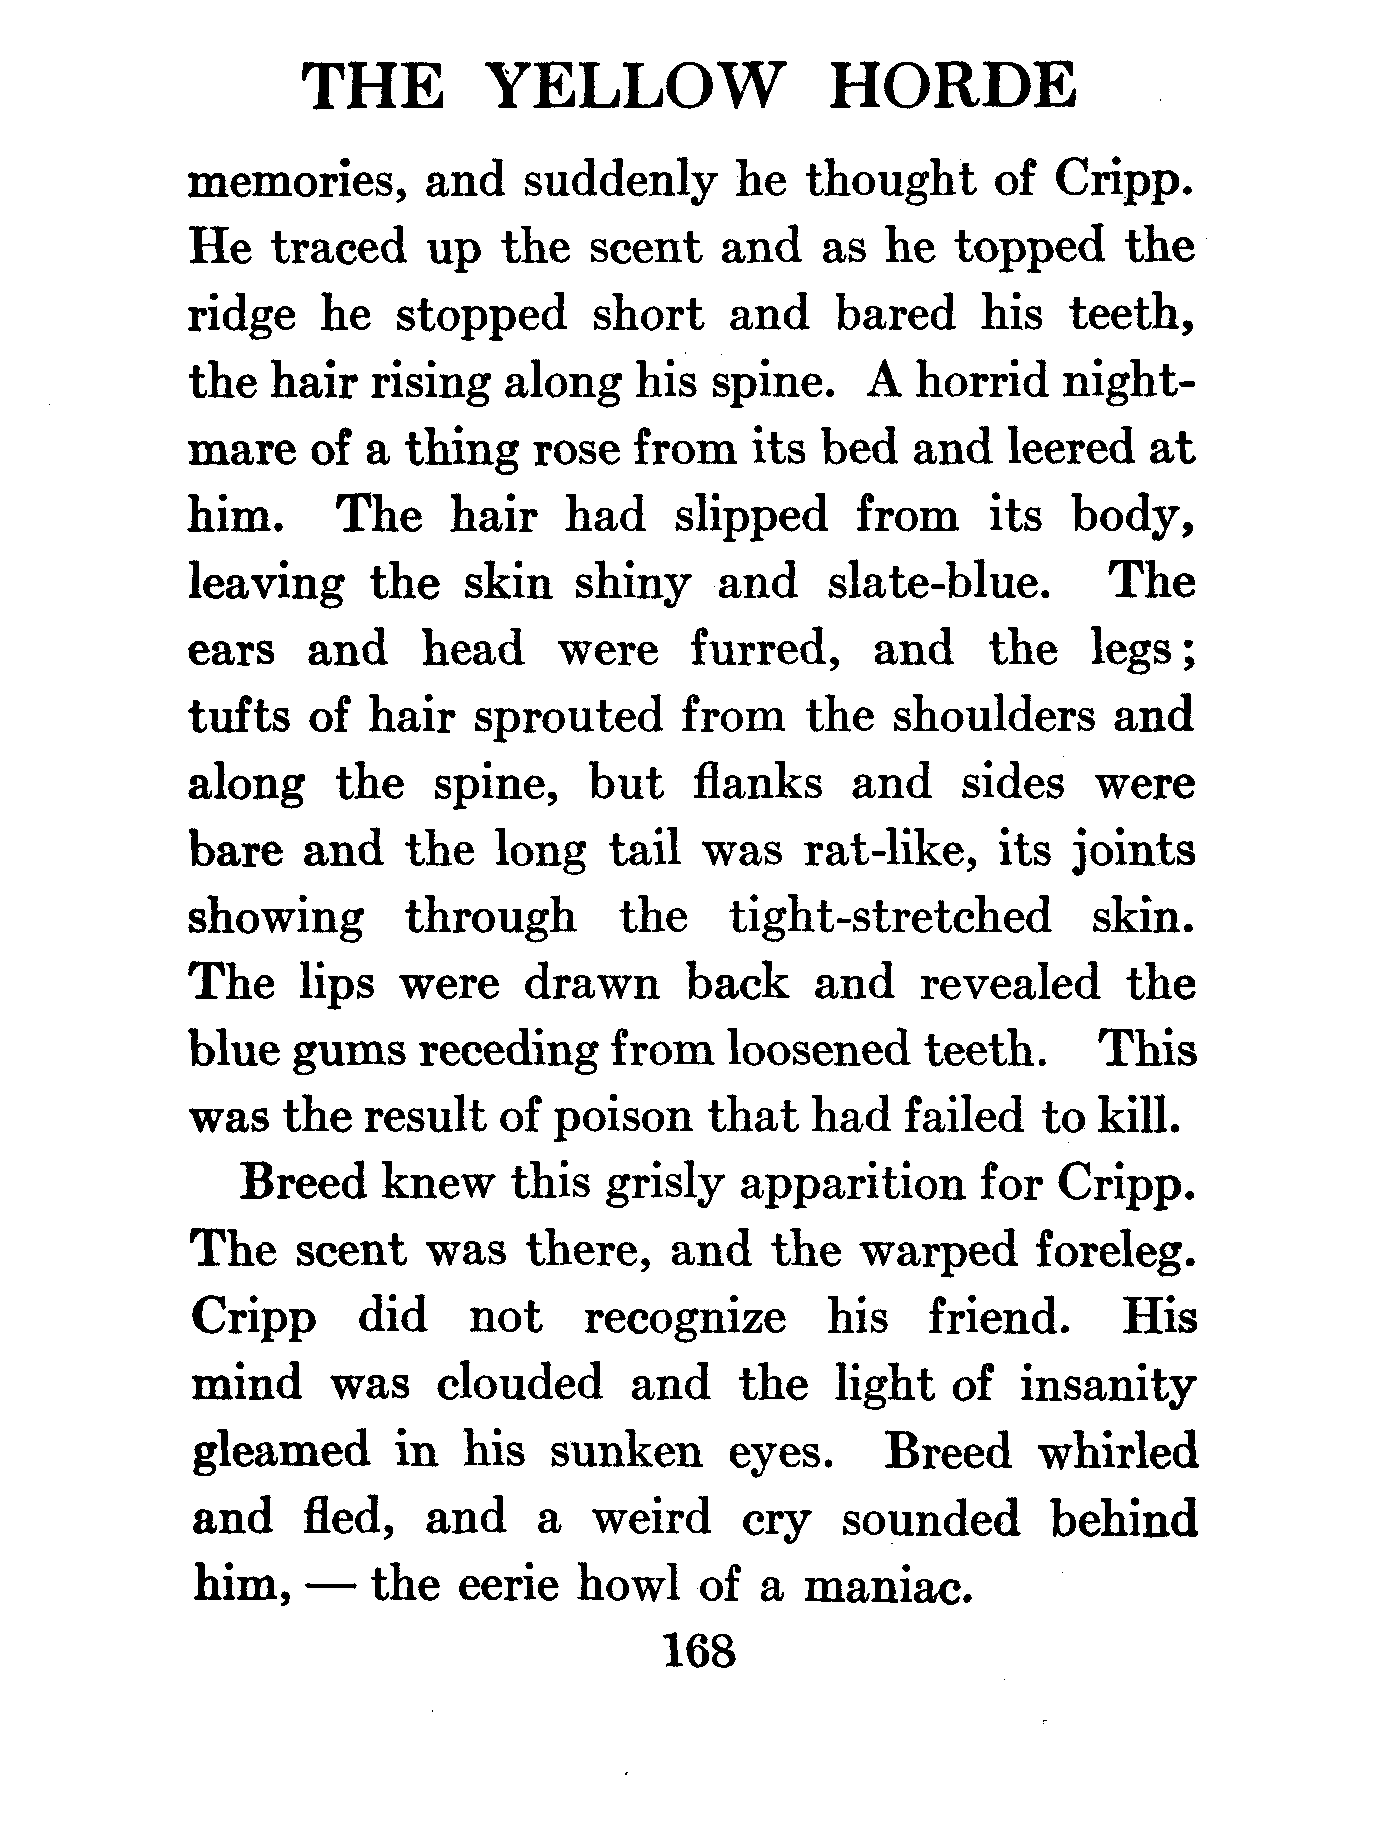 THE YELLOW HORDE
memories, and suddenly he thought of Cripp.
He traced up the scent and as he topped the
ridge he stopped short and bared his teeth,
the hair rising along his spine. A horrid night-
mare of a thing rose from its bed and leered at
him. The hair had slipped from its body,
leaving the skin shiny and slate-blue. The
ears and head were furred, and the legs;
tufts of hair sprouted from the shoulders and
along the spine, but flanks and sides were
bare and the long tail was rat-like, its joints
showing through the tight-stretched skin.
The lips were drawn back and revealed the
blue gums receding from loosened teeth. This
was the result of poison that had failed to kill.
Breed knew this grisly apparition for Cripp.
The scent was there, and the warped foreleg.
Cripp did not recognize his friend. His
mind was clouded and the light of insanity
gleamed in his sunken eyes. Breed whirled
and fled, and a weird cry sounded behind
him, — the eerie howl of a maniac.
168